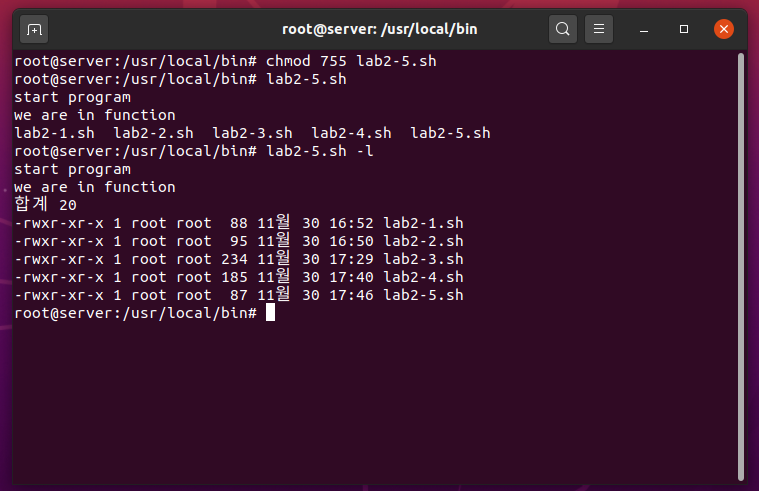 root@server: /usr/local/bin
root@server:/usr/local/bin# chmod 755 lab2-5.sh
root@server:/usr/local/bin# lab2-5.sh
start program
we are in function
lab2-1.sh  lab2-2.sh  lab2-3.sh  lab2-4.sh  lab2-5.sh
root@server:/usr/local/bin# lab2-5.sh -l
start program
we are in function
합계 20
-rwxr-xr-x 1 root root  88 11월 30 16:52 lab2-1.sh
-rwxr-xr-x 1 root root  95 11월 30 16:50 lab2-2.sh
-rwxr-xr-x 1 root root 234 11월 30 17:29 lab2-3.sh
-rwxr-xr-x 1 root root 185 11월 30 17:40 lab2-4.sh
-rwxr-xr-x 1 root root  87 11월 30 17:46 lab2-5.sh
root@server:/usr/local/bin#